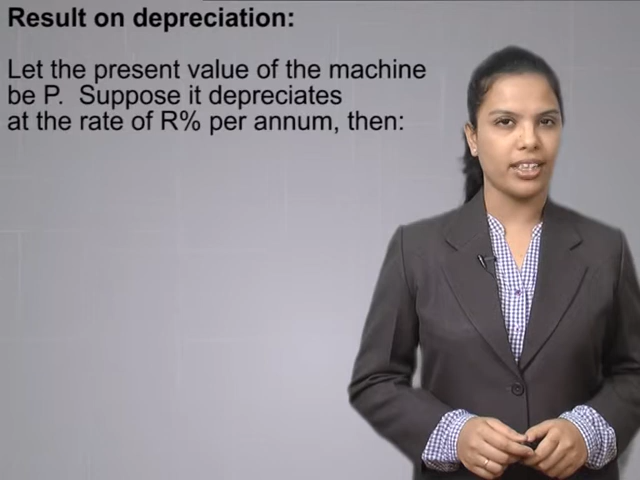 Result on depreciation:
Let the present value of the machine
be P. Suppose it depreciates
at the rate of R% per annum, then: